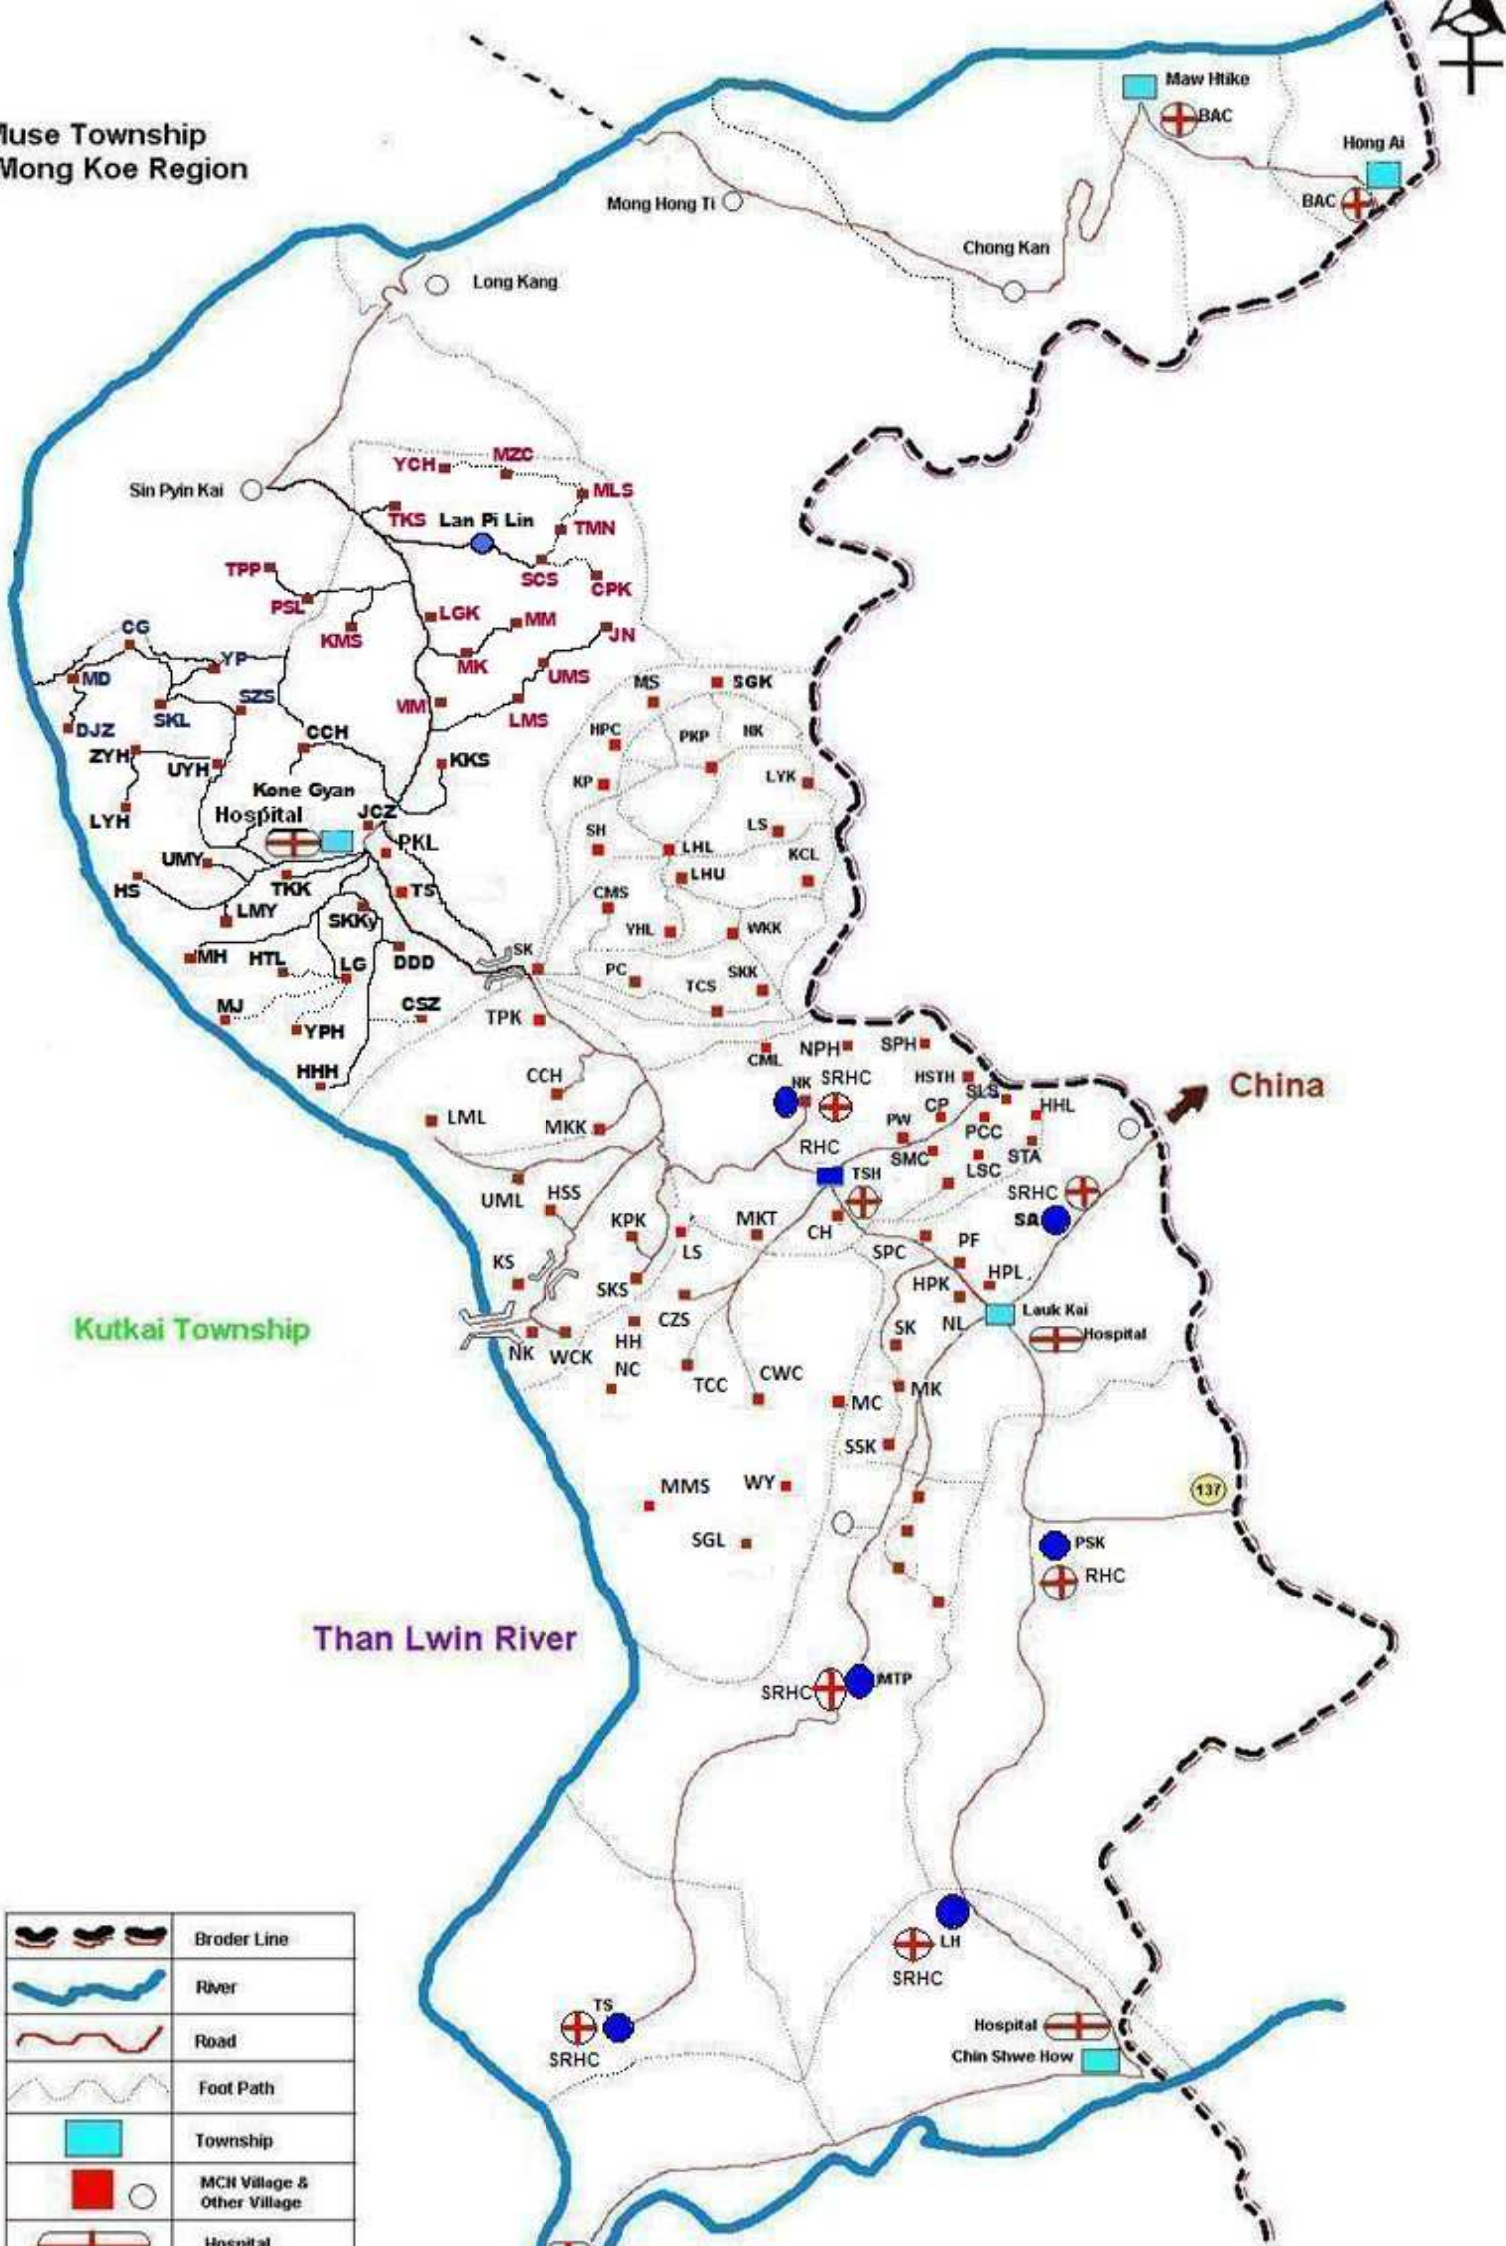 Maw Htike
BAC
Muse Township
Mong Koe Region
Hong Ai
BAC
Mong Hong Ti
Chong Kan
Long Kang
YCH
MZC
Sin Pyin Kai
MLS
TKS
Lan Pi Lin
TMN
TPP
SCS
CPK
PSL
LGK
MM
KMS
JN
CG
YP
MK
MD
UMS
MS
SGK
SZS
MM
SKL
LMS
DJZ
CCH
HPC
PKP
HK
ZYH
KKS
UYH
KP
LYK
Kone Gyan
LYH
Hospital
JCZ
LS
SH
PKL
LHL
KCL
UMY
LHU
HS
TKK
TS
CMS
LMY
SKKy
YHL
WKK
MH
HTL
LG
DDD
SK
PC
SKK
TCS
MJ
CSZ
TPK
YPH
NPH
SPH
CML
HHH
CCH
NK
SRHC
HSTH
SLS
China
CP
HHL
LML
MKK
PW
PCC
RHC
SMC
LSC
STA
TSH
UML
HSS
SRHC
KPK
MKT
SA
CH
LS
SPC
PF
KS
SKS
HPK
HPL
CZS
Lauk Kai
Kutkai Township
HH
SK
NL
Hospital
NK
WCK
NC
TCC
CWC
MK
MC
SSK
MMS
WY
137
SGL
PSK
RHC
Than Lwin River
SRHC
MTP
Broder Line
LH
SRHC
River
TS
Hospital
Road
SRHC
Chin Shwe How
Foot Path
Township
MCH Village &
Other Village
Hospital